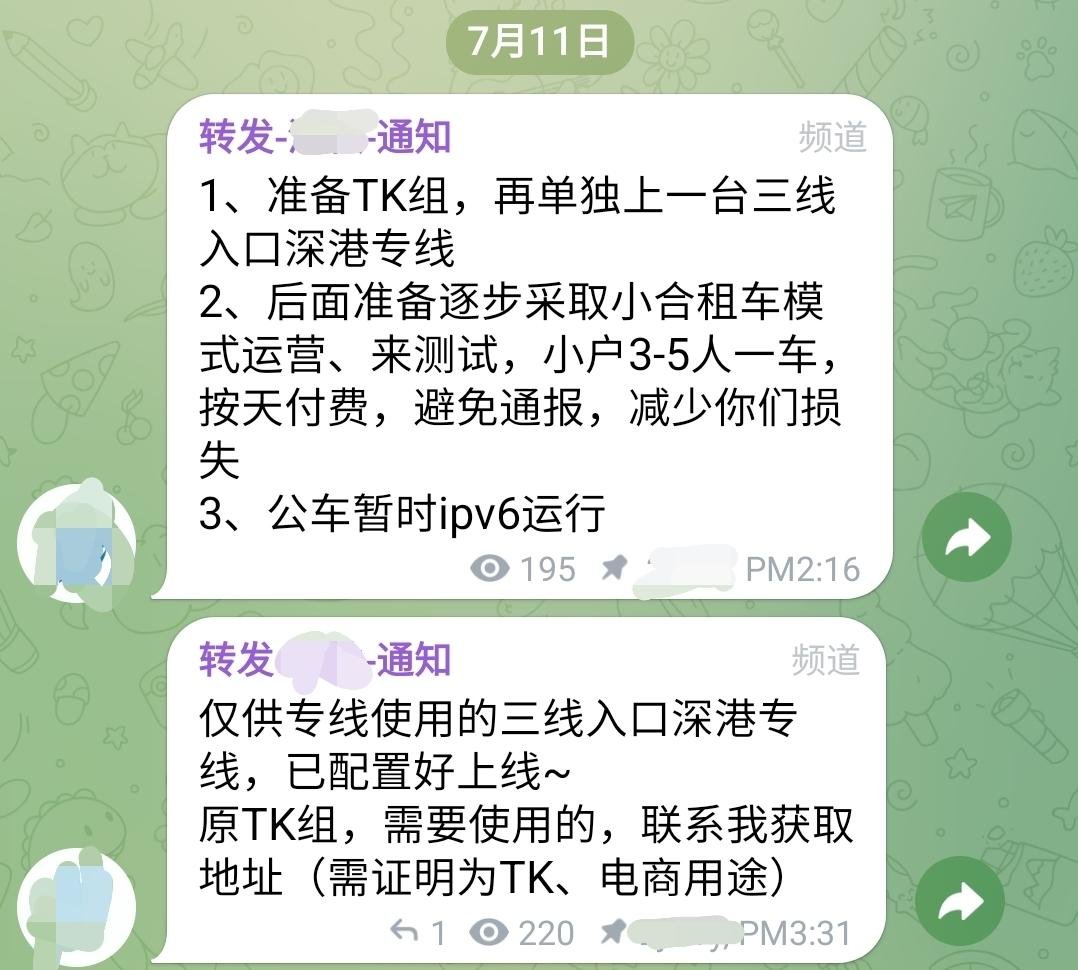 7月11日
转发-
-通知
频道
1、准备TK组，再单独上一台三线
入口深港专线
2、后面准备逐步采取小合租车模
式运营、来测试，小户3-5人一车，
按天付费，避免通报，减少你们损
失
3、公车暂时ipv6运行
195
PM2:16
转发
-通知
频道
仅供专线使用的三线入口深港专
线，已配置好上线~
原TK组，需要使用的，联系我获取
地址（需证明为TK、电商用途）
1
220
PM3:31